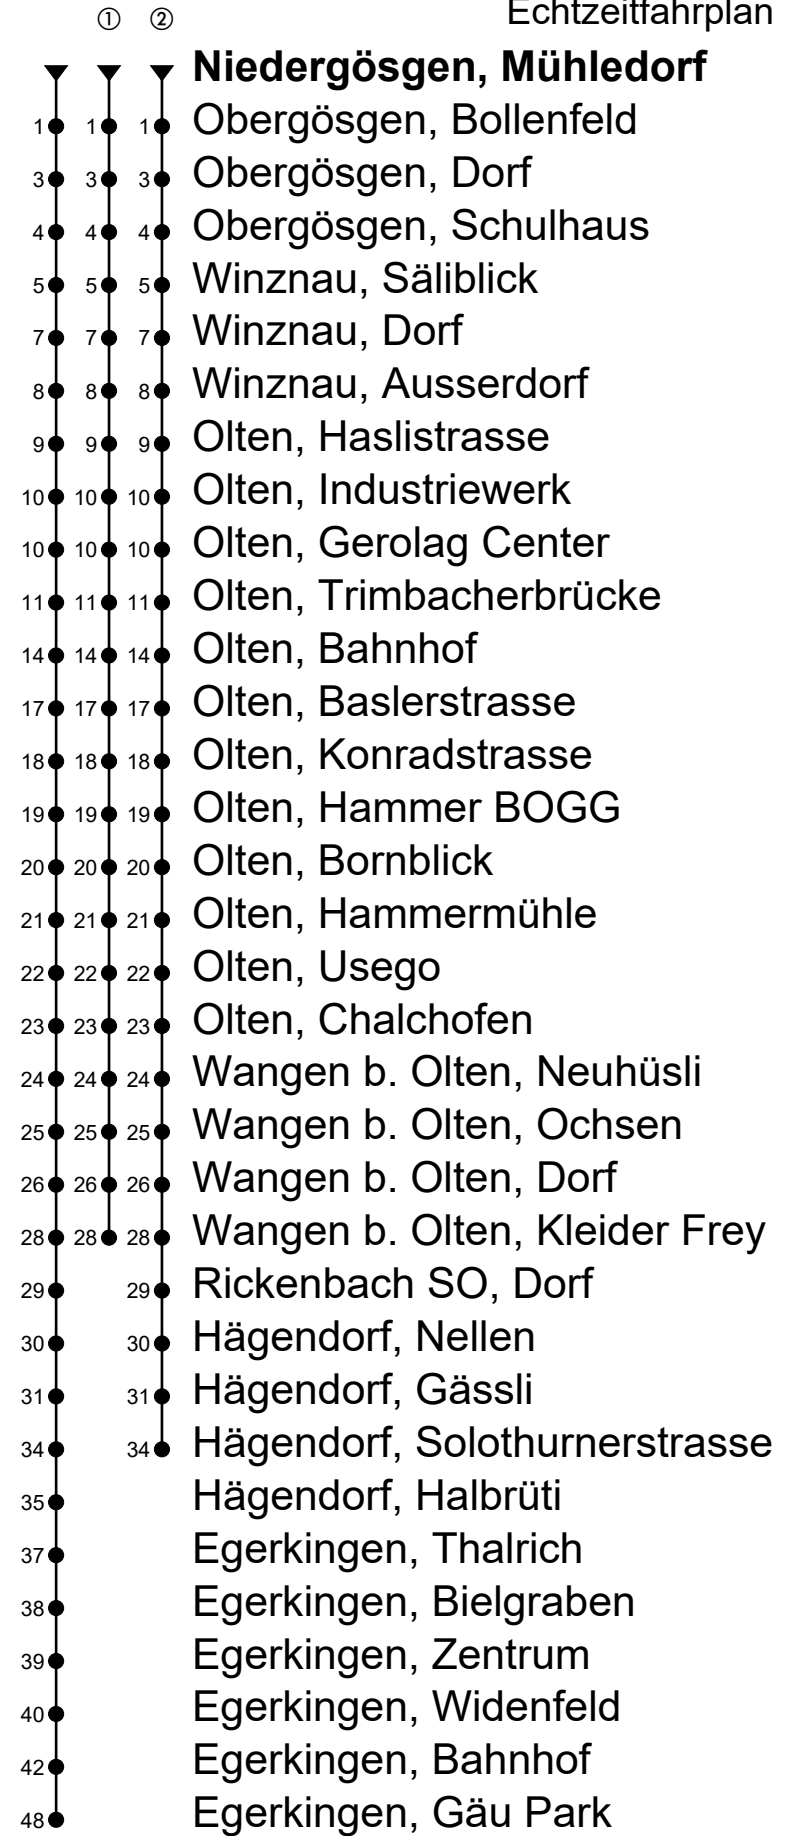 Echtzeitfahrplan
① ②
Niedergösgen, Mühledorf
1 1 1 Obergösgen, Bollenfeld
3 3 3 Obergösgen, Dorf
4 4 4 Obergösgen, Schulhaus
5 5 5 Winznau, Säliblick
7 7 7 Winznau, Dorf
8 8 8 Winznau, Ausserdorf
9 9 9 Olten, Haslistrasse
10 10 10 Olten, Industriewerk
10 10 10 Olten, Gerolag Center
11 11 11 Olten, Trimbacherbrücke
14 14 14 Olten, Bahnhof
17 17 17 Olten, Baslerstrasse
18 18 18 Olten, Konradstrasse
19 19 19 Olten, Hammer BOGG
20 20 20 Olten, Bornblick
21 21 21 Olten, Hammermühle
22 22 22 Olten, Usego
23 23 23 Olten, Chalchofen
24 24 24 Wangen b. Olten, Neuhüsli
25 25 25 Wangen b. Olten, Ochsen
26 26 26 Wangen b. Olten, Dorf
28 28 28 Wangen b. Olten, Kleider Frey
29 29 Rickenbach SO, Dorf
30 30 Hägendorf, Nellen
31 31 Hägendorf, Gässli
34 34 Hägendorf, Solothurnerstrasse
35 Hägendorf, Halbrüti
37 Egerkingen, Thalrich
38 Egerkingen, Bielgraben
39 Egerkingen, Zentrum
40 Egerkingen, Widenfeld
42 Egerkingen, Bahnhof
48 Egerkingen, Gäu Park